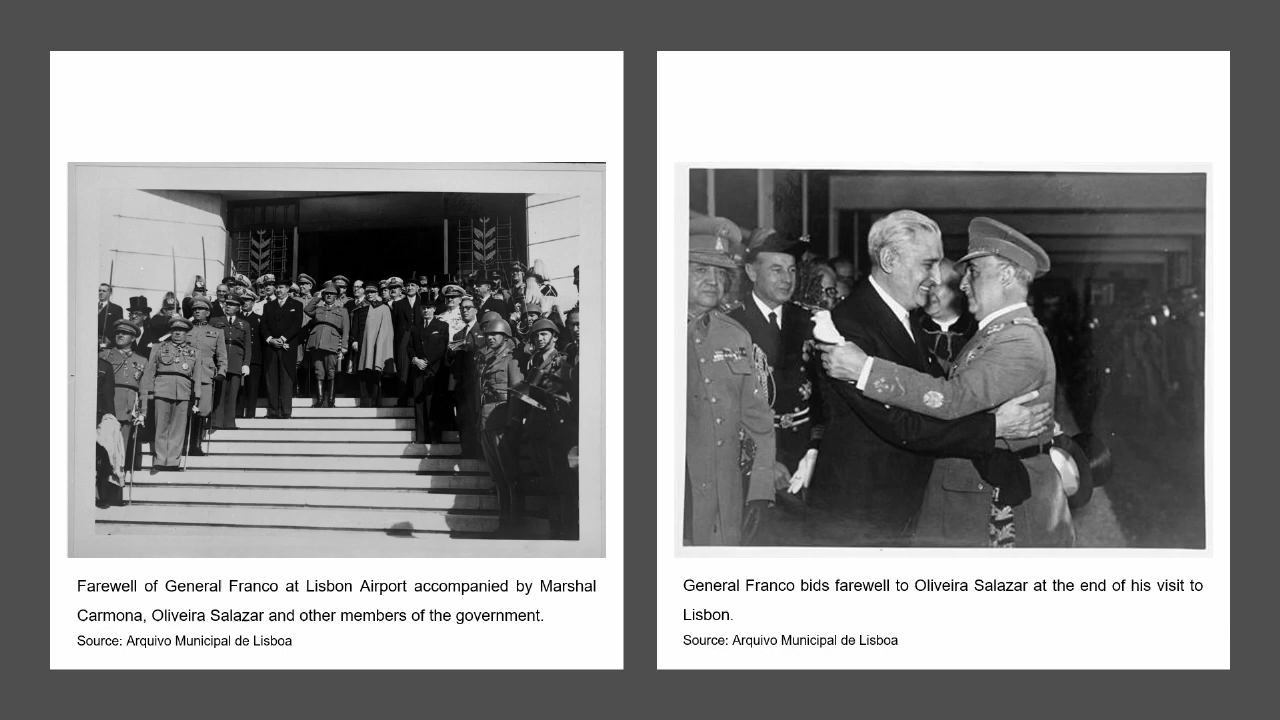 Farewell of General Franco at Lisbon Airport accompanied by Marshal
Carmona, Oliveira Salazar and other members of the government.
Source: Arquivo Municipal de Lisboa
General Franco bids farewell to Oliveira Salazar at the end of his visit to
Lisbon.
Source: Arquivo Municipal de Lisboa